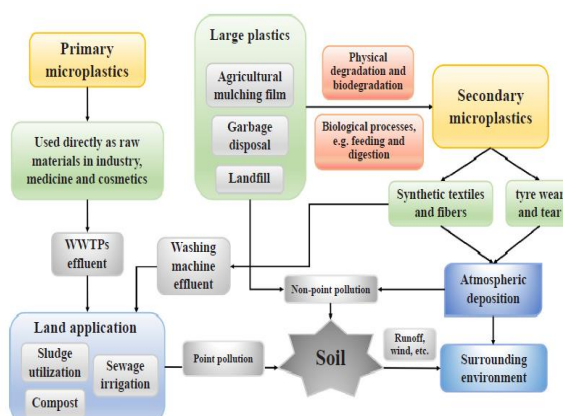 Primary
microplastics
Used directly as raw
materials in industry,
medicine and cosmetics
WWTPs
effluent
Land application
Sludge
utilization
Sewage
irrigation
Compost
Large plastics
Agricultural
mulching film
Garbage
disposal
Landfill
Physical
degradation and
biodegradation
Biological processes,
e.g. feeding and
digestion
Secondary
microplastics
Synthetic textiles
and fibers
tyre wear
and tear
Washing
machine
effluent
Non-point pollution
Atmospheric
deposition
Point pollution
Soil
Runoff,
wind, etc.
Surrounding
environment